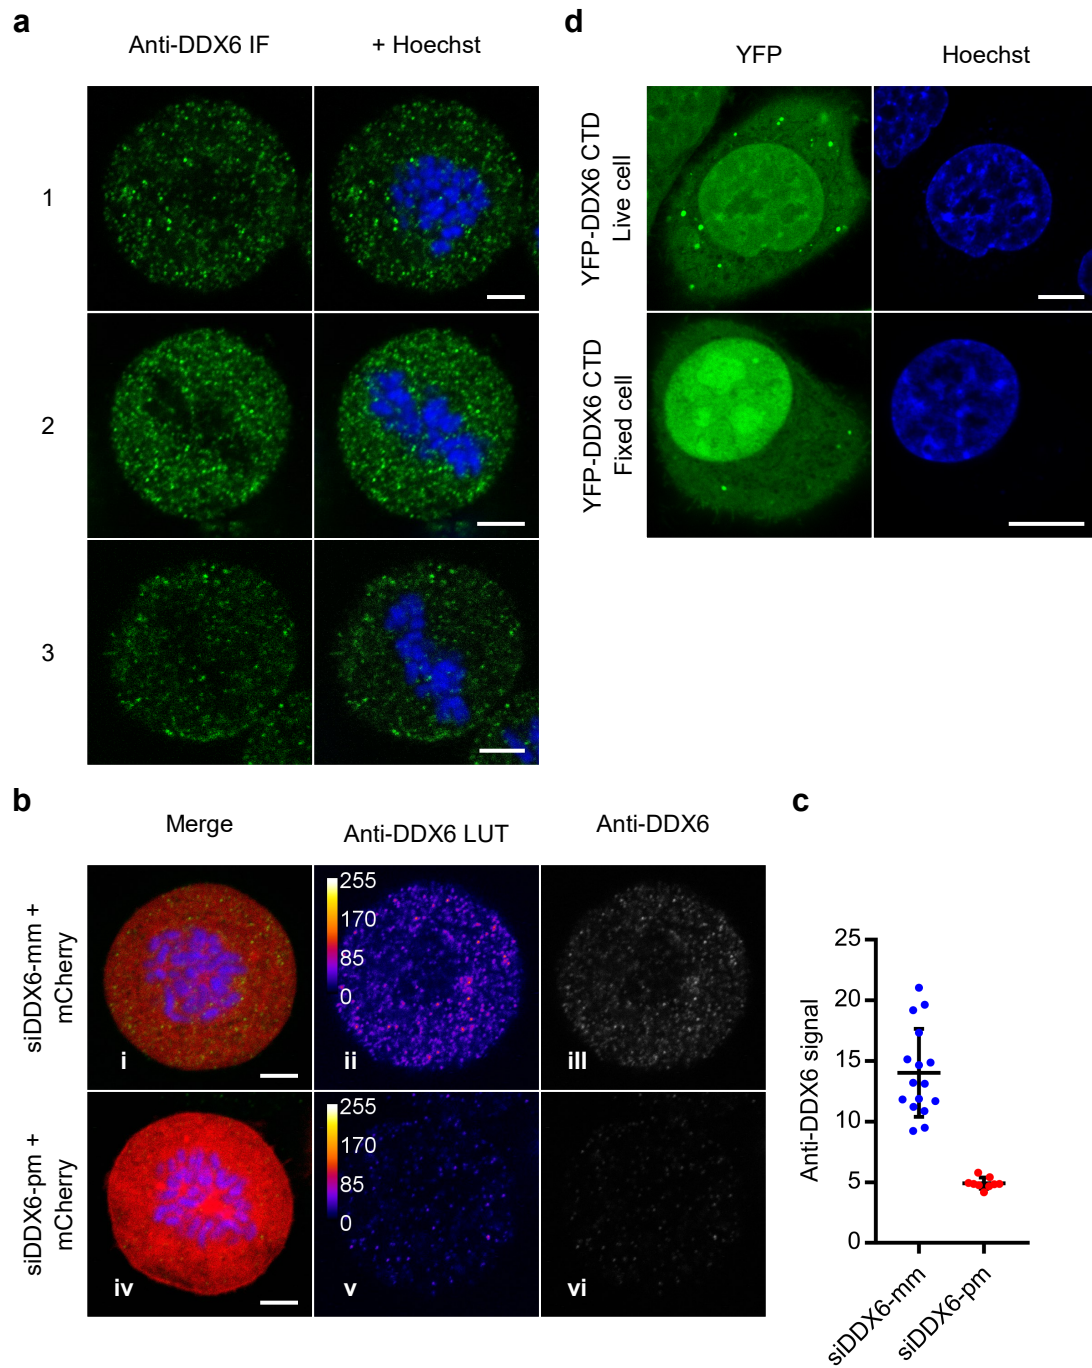 a
Anti-DDX6 IF
+ Hoechst
1
2
3
d
YFP
Hoechst
YFP-DDX6 CTD
Live cell
YFP-DDX6 CTD
Fixed cell
b
Merge
Anti-DDX6 LUT
Anti-DDX6
siDDX6-mm +
mCherry
i
255
170
85
0
ii
iII
siDDX6-pm +
mCherry
iv
255
170
85
0
v
vi
c
Anti-DDX6 signal
25
20
15
10
5
0
siDDX6-mm
siDDX6-pm